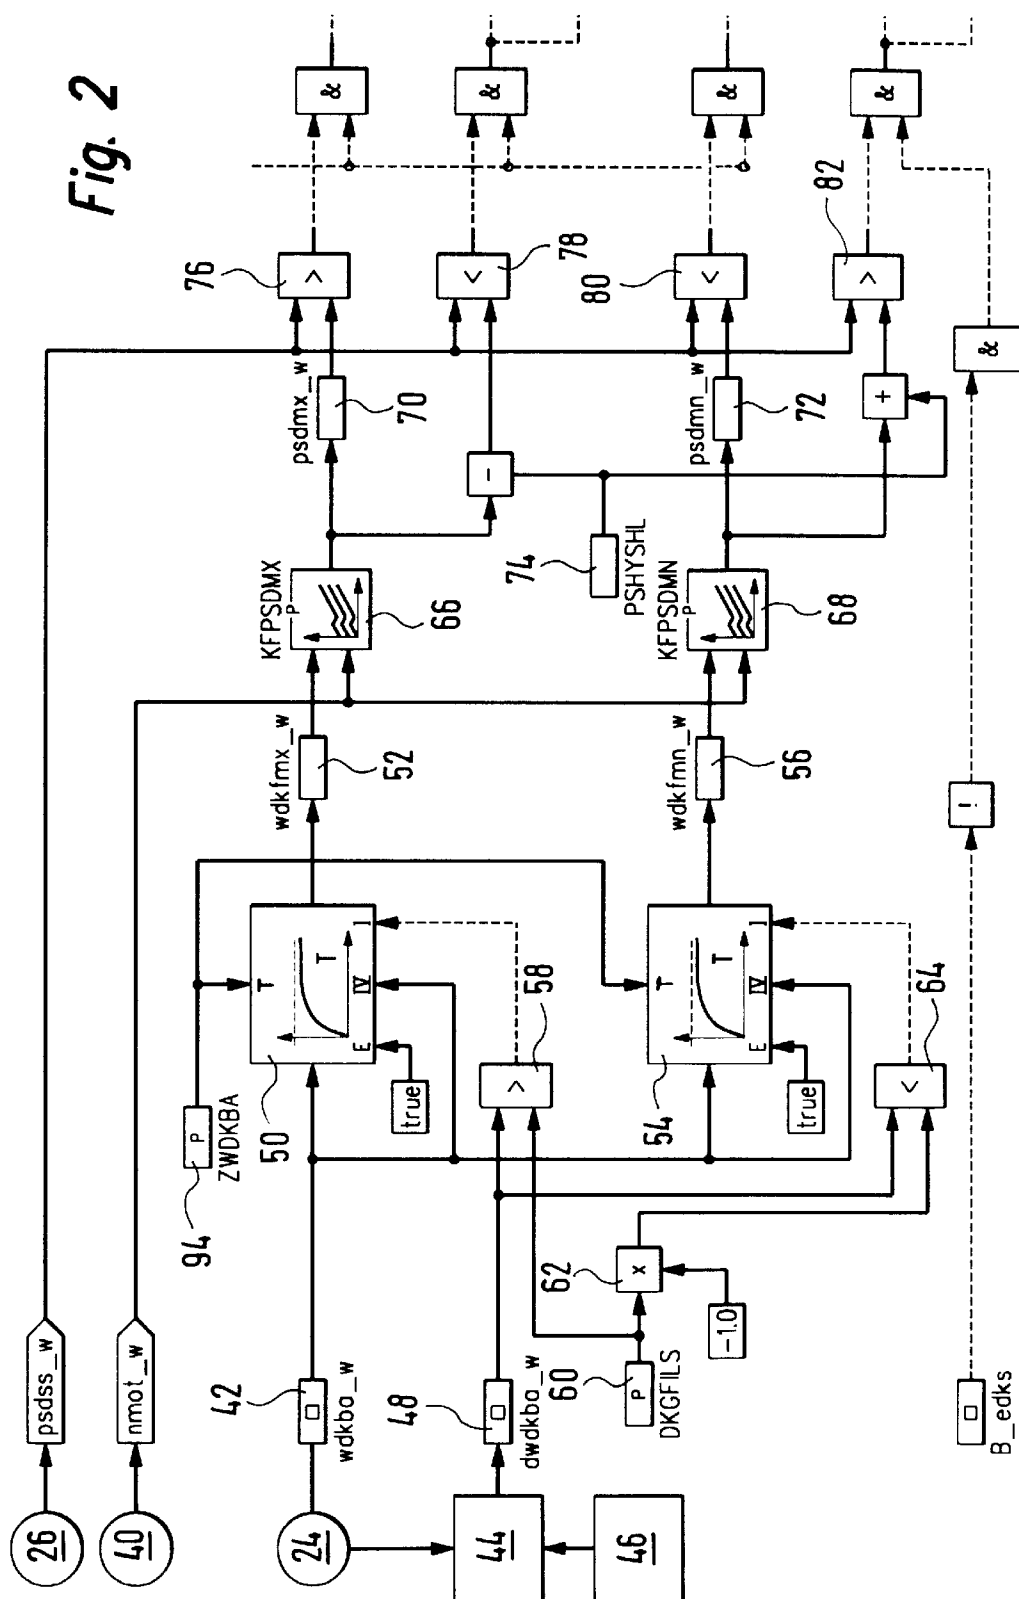 26
psdss_w
Fig. 2
40
nmot_w
94
P
ZWDKBA
76
50
T
T
>
&
24
42
wdkba_w
52
wdkfmx_w
KFPSDMX
P
66
psdmx_w
70
E
IV
I
true
78
<
&
44
48
dwdkba_w
>
58
-
74
PSHYSHL
46
60
P
DKGFILS
62
x
-1.0
54
T
T
E
IV
I
true
56
wdkfmn_w
KFPSDMN
P
68
psdmn_w
72
80
<
&
<
64
+
82
>
&
B_edks
!
&